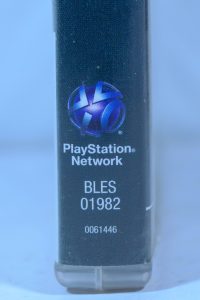 PlayStation®
Network
BLES
01982
0061446